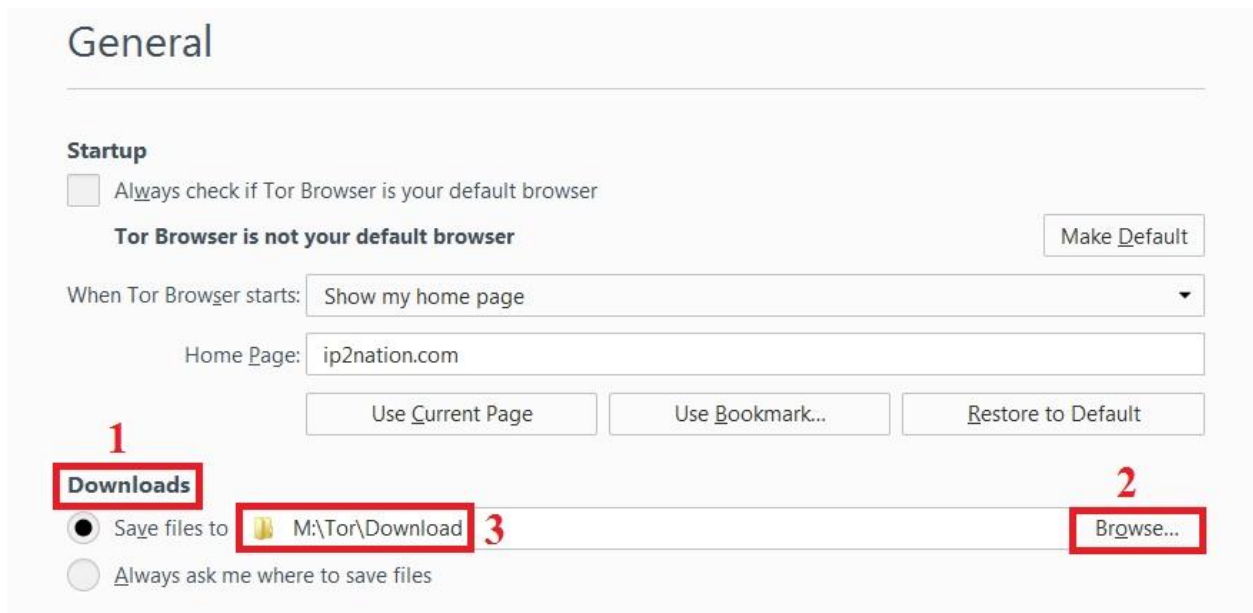 General
Startup
Always check if Tor Browser is your default browser
Tor Browser is not your default browser
Make Default
When Tor Browser starts: Show my home page
Home Page: ip2nation.com
Use Current Page Use Bookmark... Restore to Default
1
Downloads
2
Save files to M:\Tor\Download 3 Browse...
Always ask me where to save files